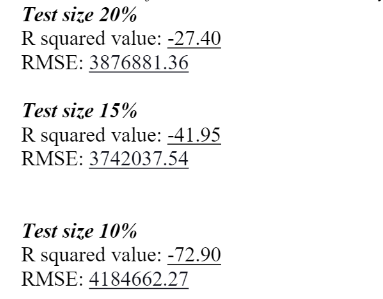 Test size 20%
R squared value: -27.40
RMSE: 3876881.36
Test size 15%
R squared value: -41.95
RMSE: 3742037.54
Test size 10%
R squared value: -72.90
RMSE: 4184662.27